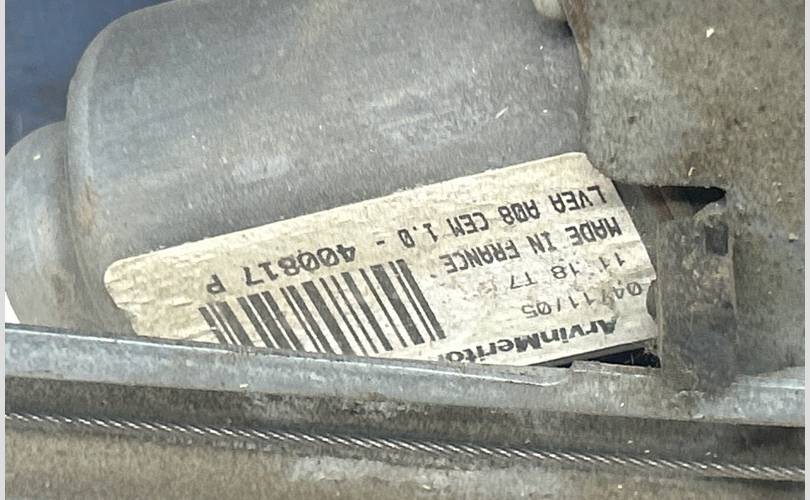 ArvinMeritor
04/11/05
11 18 T7
MADE IN FRANCE
LVEA A08 CEM 1.0 - 400817 P